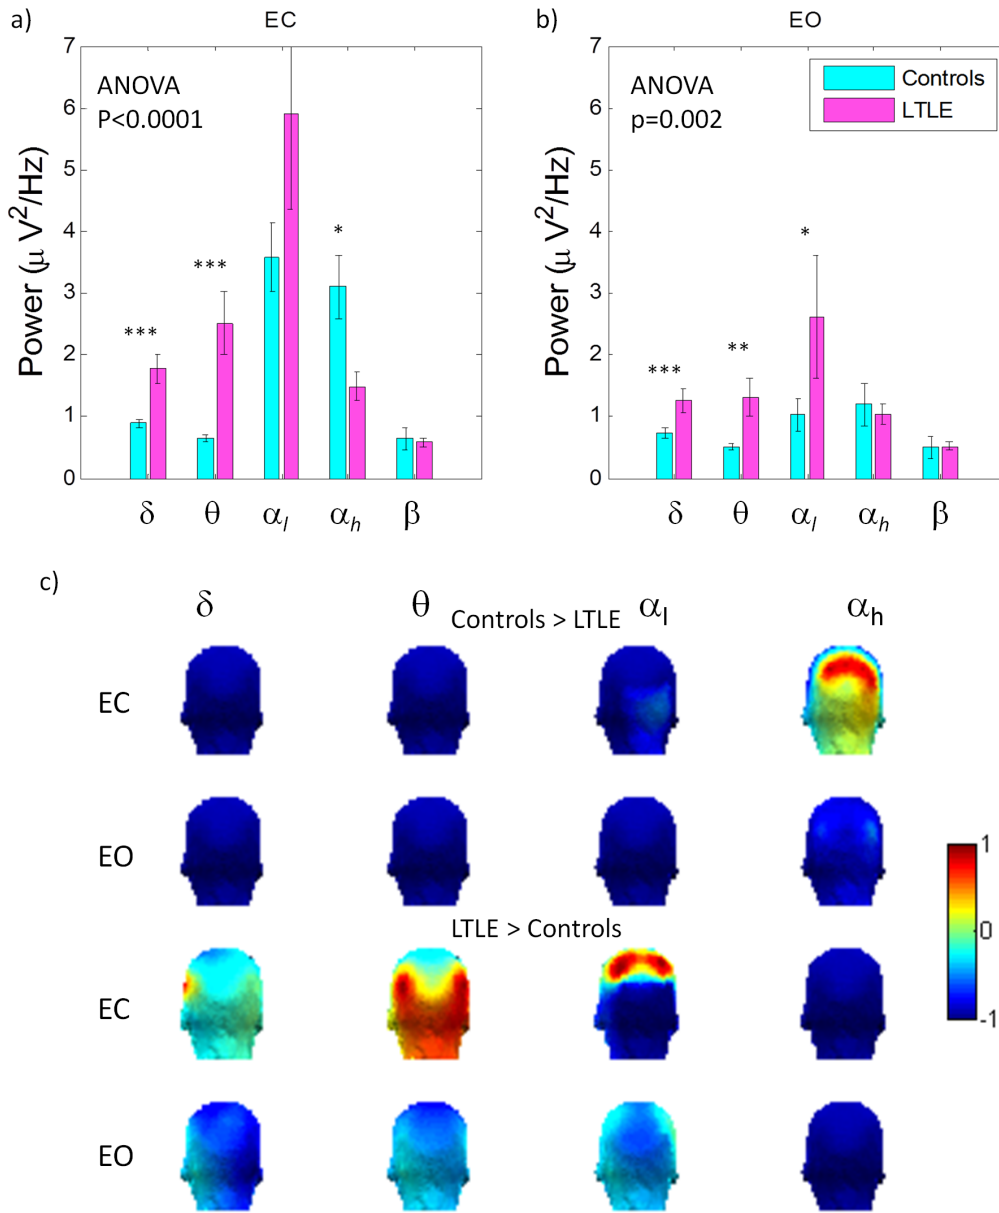 a)
EC
7
6
5
4
3
2
1
0
Power (μ V²/Hz)
ANOVA
P<0.0001
***
***
*
δ
θ
αl
αh
β
b)
EO
7
6
5
4
3
2
1
0
Power (μ V²/Hz)
ANOVA
p=0.002
Controls
LTLE
***
**
*
δ
θ
αl
αh
β
c)
δ
θ
αl
αh
Controls > LTLE
EC
EO
LTLE > Controls
EC
EO
1
0
-1